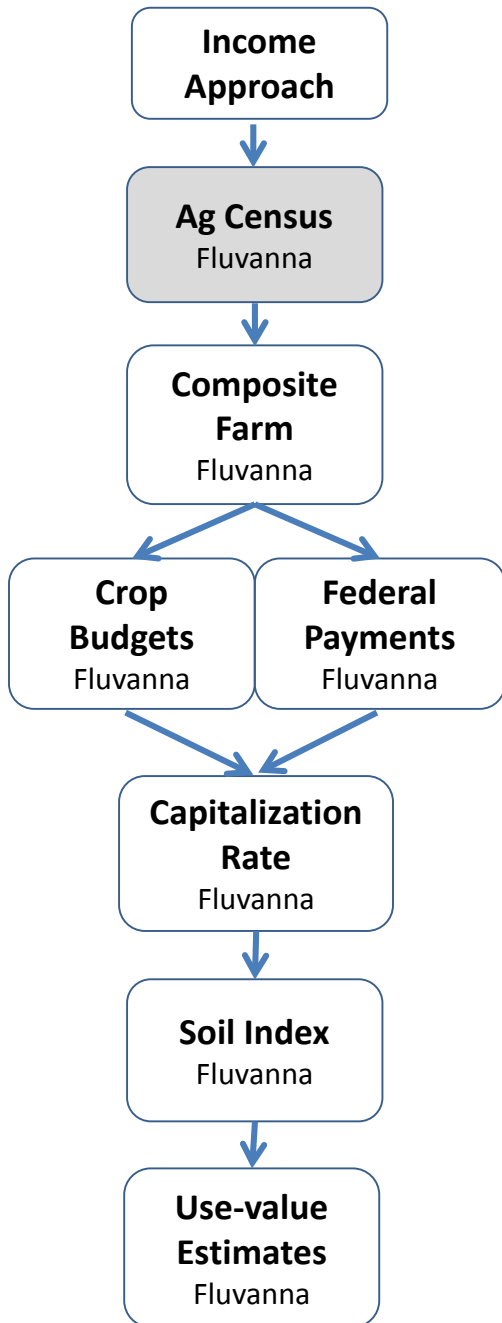 Income
Approach
Ag Census
Fluvanna
Composite
Farm
Fluvanna
Crop
Budgets
Fluvanna
Federal
Payments
Fluvanna
Capitalization
Rate
Fluvanna
Soil Index
Fluvanna
Use-value
Estimates
Fluvanna